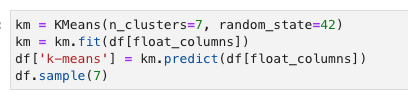 km = KMeans(n_clusters=7, random_state=42)
km = km.fit(df[float_columns])
df['k-means'] = km.predict(df[float_columns])
df.sample(7)